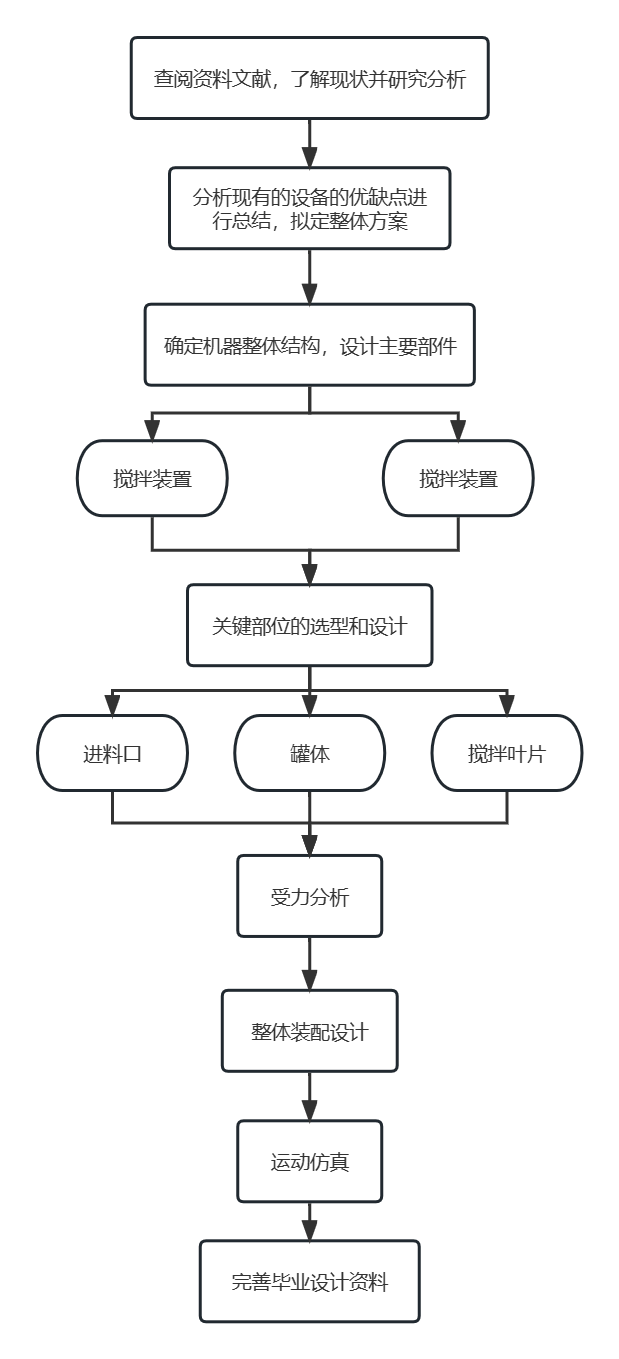 查阅资料文献，了解现状并研究分析
分析现有的设备的优缺点进
行总结，拟定整体方案
确定机器整体结构，设计主要部件
搅拌装置
搅拌装置
关键部位的选型和设计
进料口
罐体
搅拌叶片
受力分析
整体装配设计
运动仿真
完善毕业设计资料